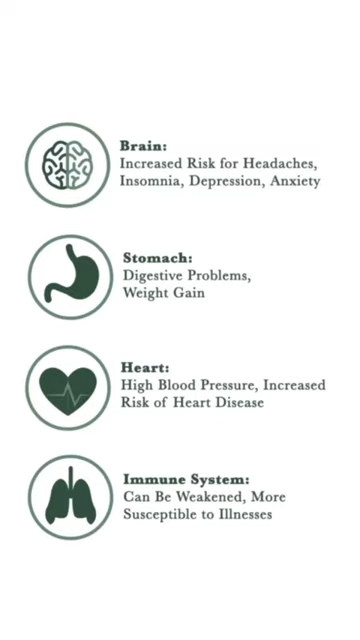 Brain:
Increased Risk for Headaches,
Insomnia, Depression, Anxiety
Stomach:
Digestive Problems,
Weight Gain
Heart:
High Blood Pressure, Increased
Risk of Heart Disease
Immune System:
Can Be Weakened, More
Susceptible to Illnesses